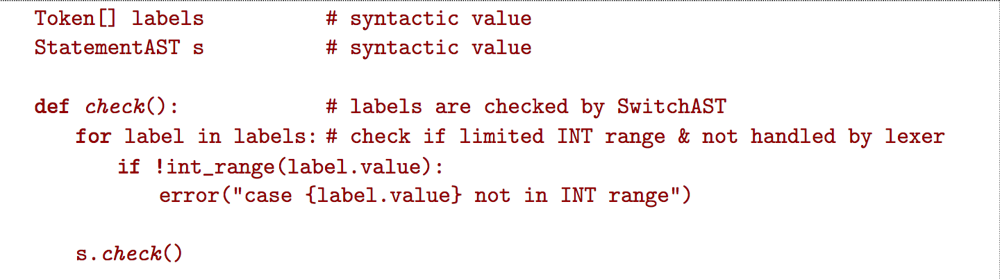 Token[] labels # syntactic value
StatementAST s # syntactic value
def check(): # labels are checked by SwitchAST
for label in labels: # check if limited INT range & not handled by lexer
if !int_range(label.value):
error("case {label.value} not in INT range")
s.check()